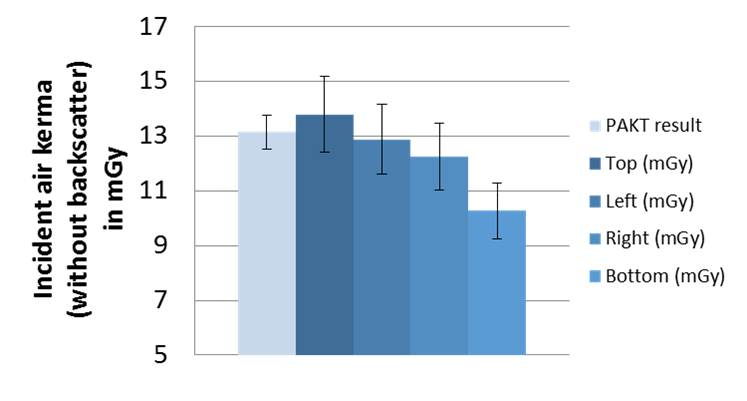 Incident air kerma
(without backscatter)
in mGy
17
15
13
11
9
7
5
PAKT result
Top (mGy)
Left (mGy)
Right (mGy)
Bottom (mGy)